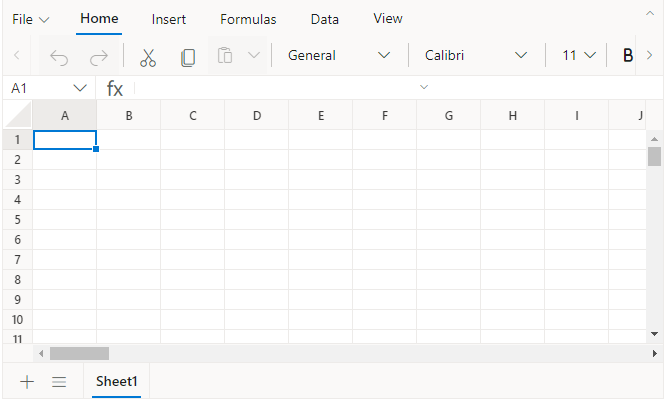 File Home Insert Formulas Data View
General Calibri 11 B
A1 fx
A B C D E F G H I J
1
2
3
4
5
6
7
8
9
10
11
Sheet1